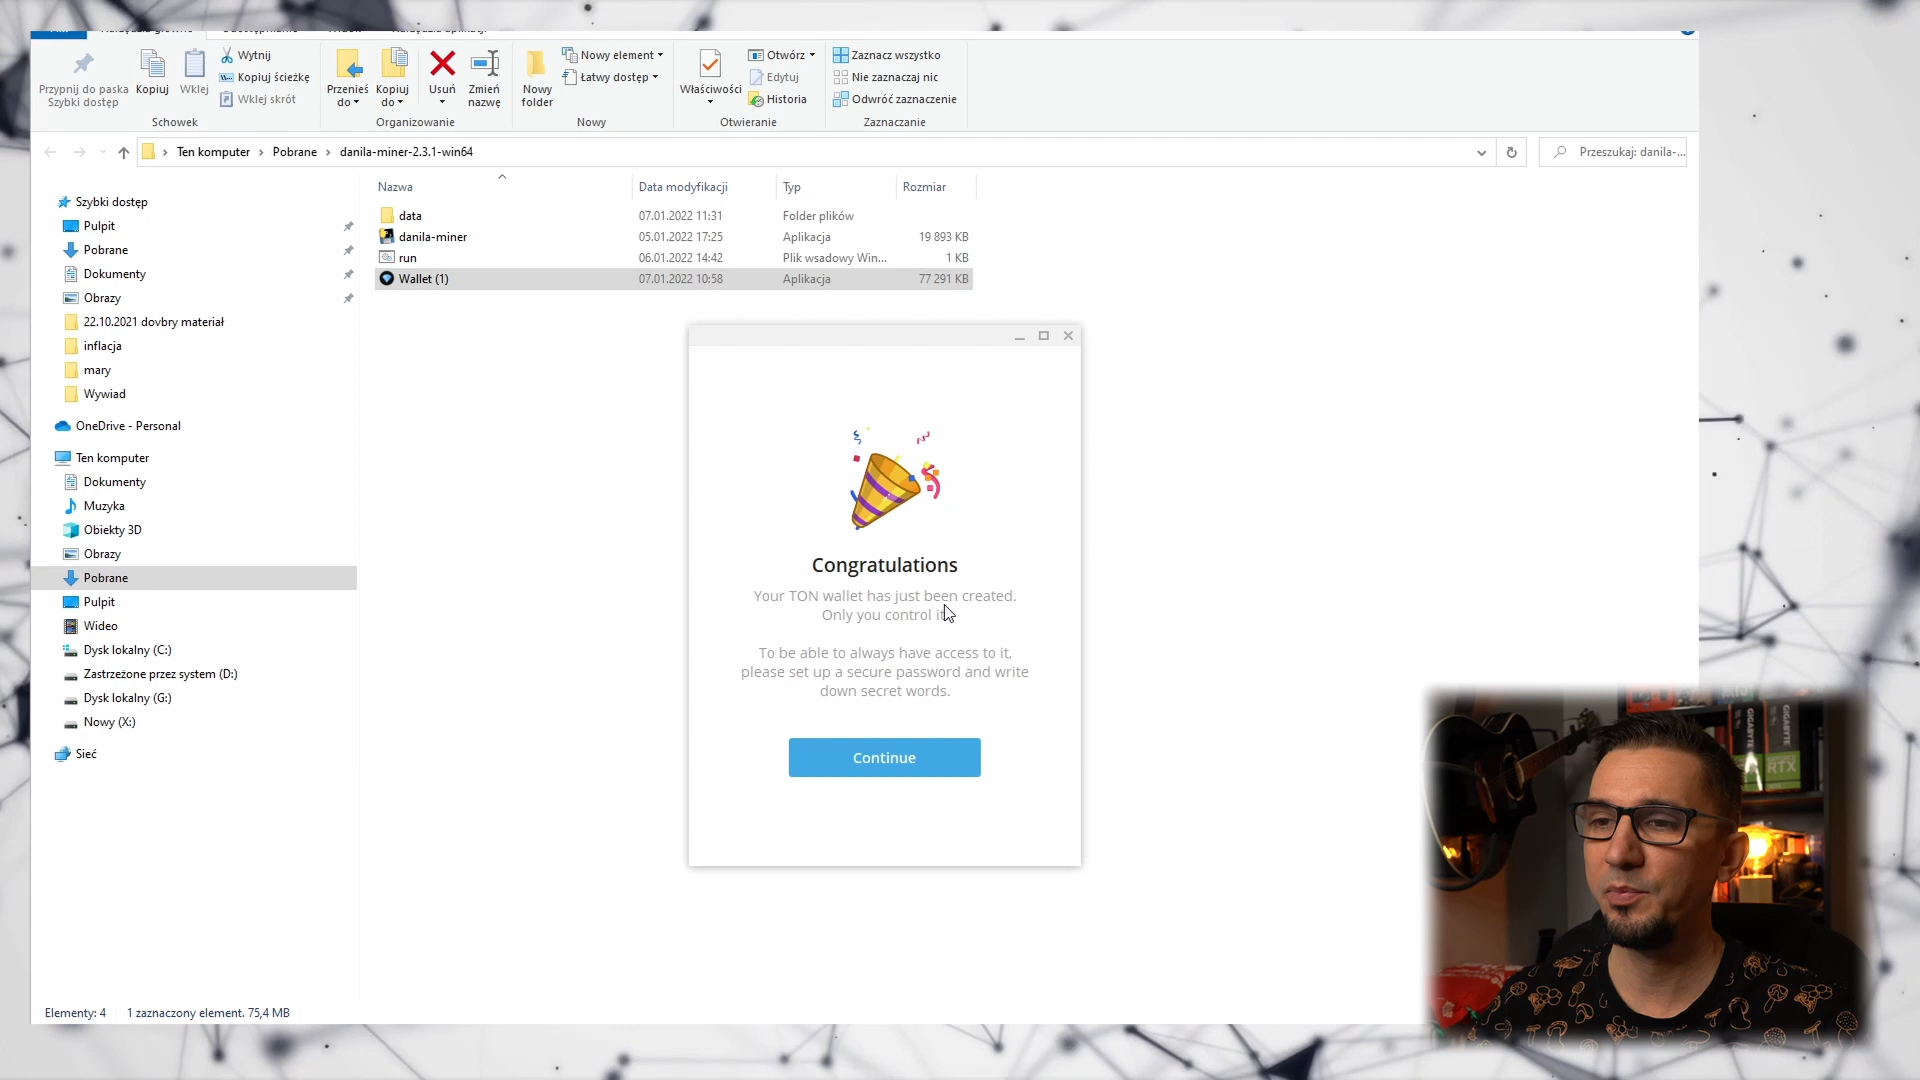 Przypnij do paska
Szybki dostęp
Kopiuj
Wklej
Wytnij
Kopiuj ścieżkę
Wklej skrót
Schowek
Przenieś
do
Kopiuj
do
Usuń
Zmień
nazwę
Organizowanie
Nowy
folder
Nowy element
Łatwy dostęp
Nowy
Właściwości
Otwórz
Edytuj
Historia
Otwieranie
Zaznacz wszystko
Nie zaznaczaj nic
Odwróć zaznaczenie
Zaznaczanie
Ten komputer > Pobrane > danila-miner-2.3.1-win64
Przeszukaj: danila-...
Nazwa Data modyfikacji Typ Rozmiar
data 07.01.2022 11:31 Folder plików
danila-miner 05.01.2022 17:25 Aplikacja 19 893 KB
run 06.01.2022 14:42 Plik wsadowy Win... 1 KB
Wallet (1) 07.01.2022 10:58 Aplikacja 77 291 KB
Szybki dostęp
Pulpit
Pobrane
Dokumenty
Obrazy
22.10.2021 dovbry materiał
inflacja
mary
Wywiad
OneDrive - Personal
Ten komputer
Dokumenty
Muzyka
Obiekty 3D
Obrazy
Pobrane
Pulpit
Wideo
Dysk lokalny (C:)
Zastrzeżone przez system (D:)
Dysk lokalny (G:)
Nowy (X:)
Sieć
Congratulations
Your TON wallet has just been created.
Only you control it.
To be able to always have access to it,
please set up a secure password and write
down secret words.
Continue
GIGABYTE
GIGABYTE
RTX
Elementy: 4 1 zaznaczony element. 75,4 MB